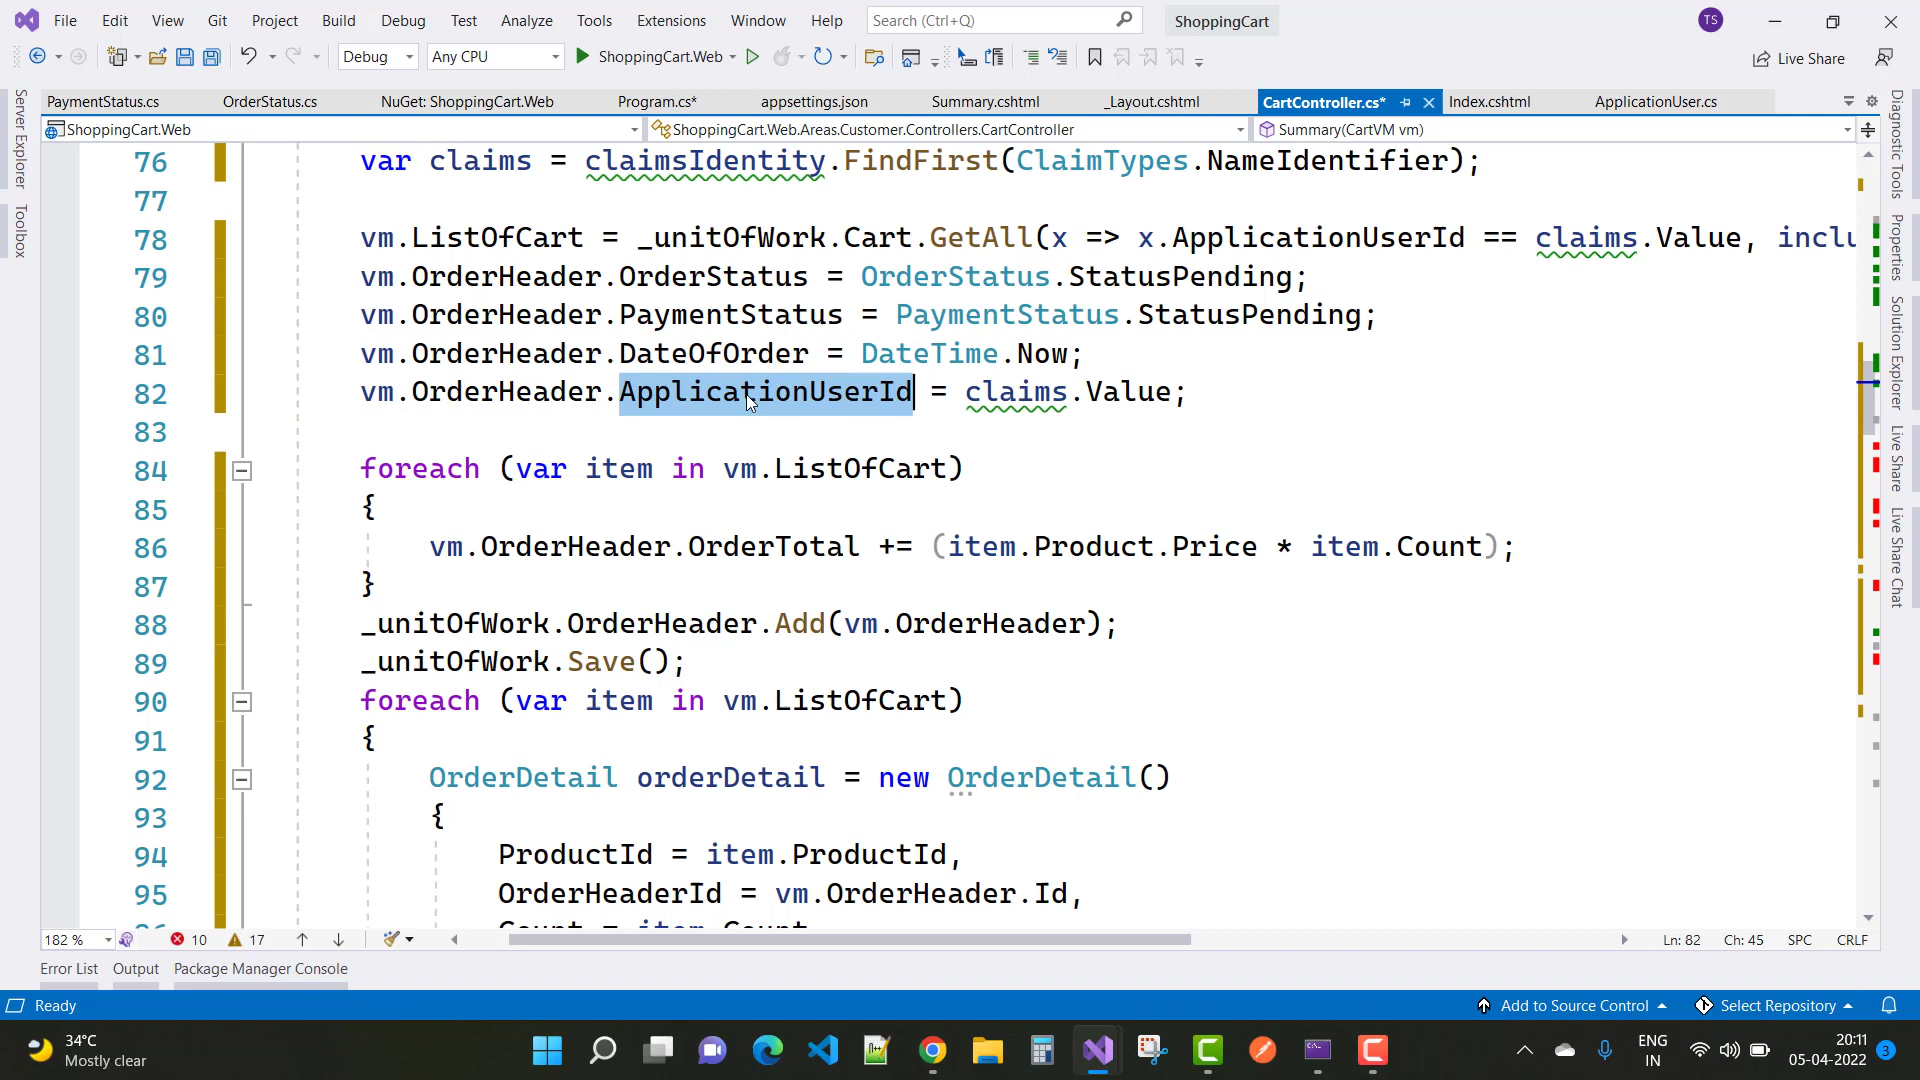 File Edit View Git Project Build Debug Test Analyze Tools Extensions Window Help Search (Ctrl+Q) ShoppingCart TS
Debug Any CPU ShoppingCart.Web Live Share
PaymentStatus.cs OrderStatus.cs NuGet: ShoppingCart.Web Program.cs* appsettings.json Summary.cshtml _Layout.cshtml CartController.cs* Index.cshtml ApplicationUser.cs
ShoppingCart.Web ShoppingCart.Web.Areas.Customer.Controllers.CartController Summary(CartVM vm)
Server Explorer
Toolbox
Diagnostic Tools
Properties
Solution Explorer
Live Share
Live Share Chat
76 var claims = claimsIdentity.FindFirst(ClaimTypes.NameIdentifier);
77
78 vm.ListOfCart = _unitOfWork.Cart.GetAll(x => x.ApplicationUserId == claims.Value, inclu
79 vm.OrderHeader.OrderStatus = OrderStatus.StatusPending;
80 vm.OrderHeader.PaymentStatus = PaymentStatus.StatusPending;
81 vm.OrderHeader.DateOfOrder = DateTime.Now;
82 vm.OrderHeader.ApplicationUserId = claims.Value;
83
84 foreach (var item in vm.ListOfCart)
85 {
86 vm.OrderHeader.OrderTotal += (item.Product.Price * item.Count);
87 }
88 _unitOfWork.OrderHeader.Add(vm.OrderHeader);
89 _unitOfWork.Save();
90 foreach (var item in vm.ListOfCart)
91 {
92 OrderDetail orderDetail = new OrderDetail()
93 {
94 ProductId = item.ProductId,
95 OrderHeaderId = vm.OrderHeader.Id,
182 % 10 17 Ln: 82 Ch: 45 SPC CRLF
Error List Output Package Manager Console
Ready Add to Source Control Select Repository
34°C
Mostly clear
ENG
IN
20:11
05-04-2022
3